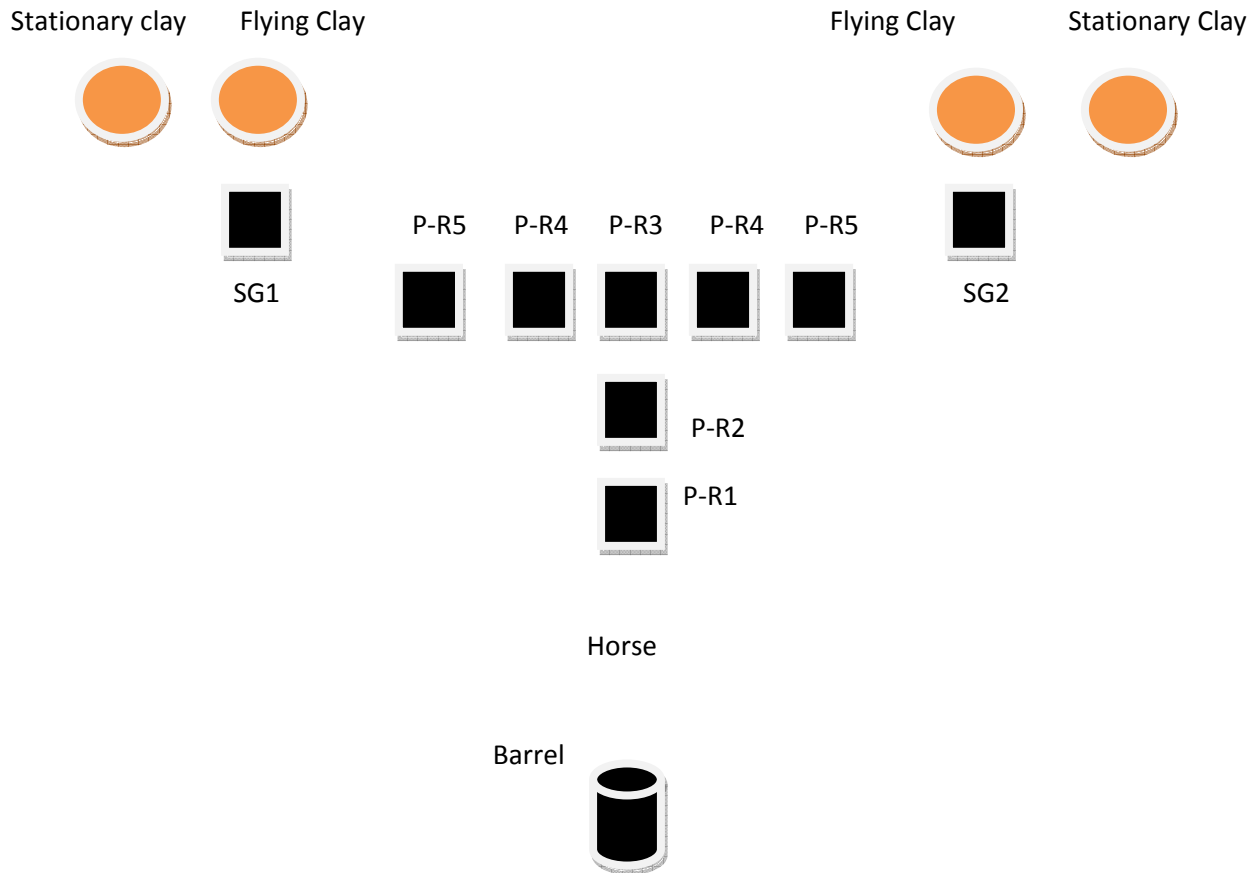 Stationary clay Flying Clay Flying Clay Stationary Clay
P-R5 P-R4 P-R3 P-R4 P-R5
SG1 SG2
P-R2
P-R1
Horse
Barrel